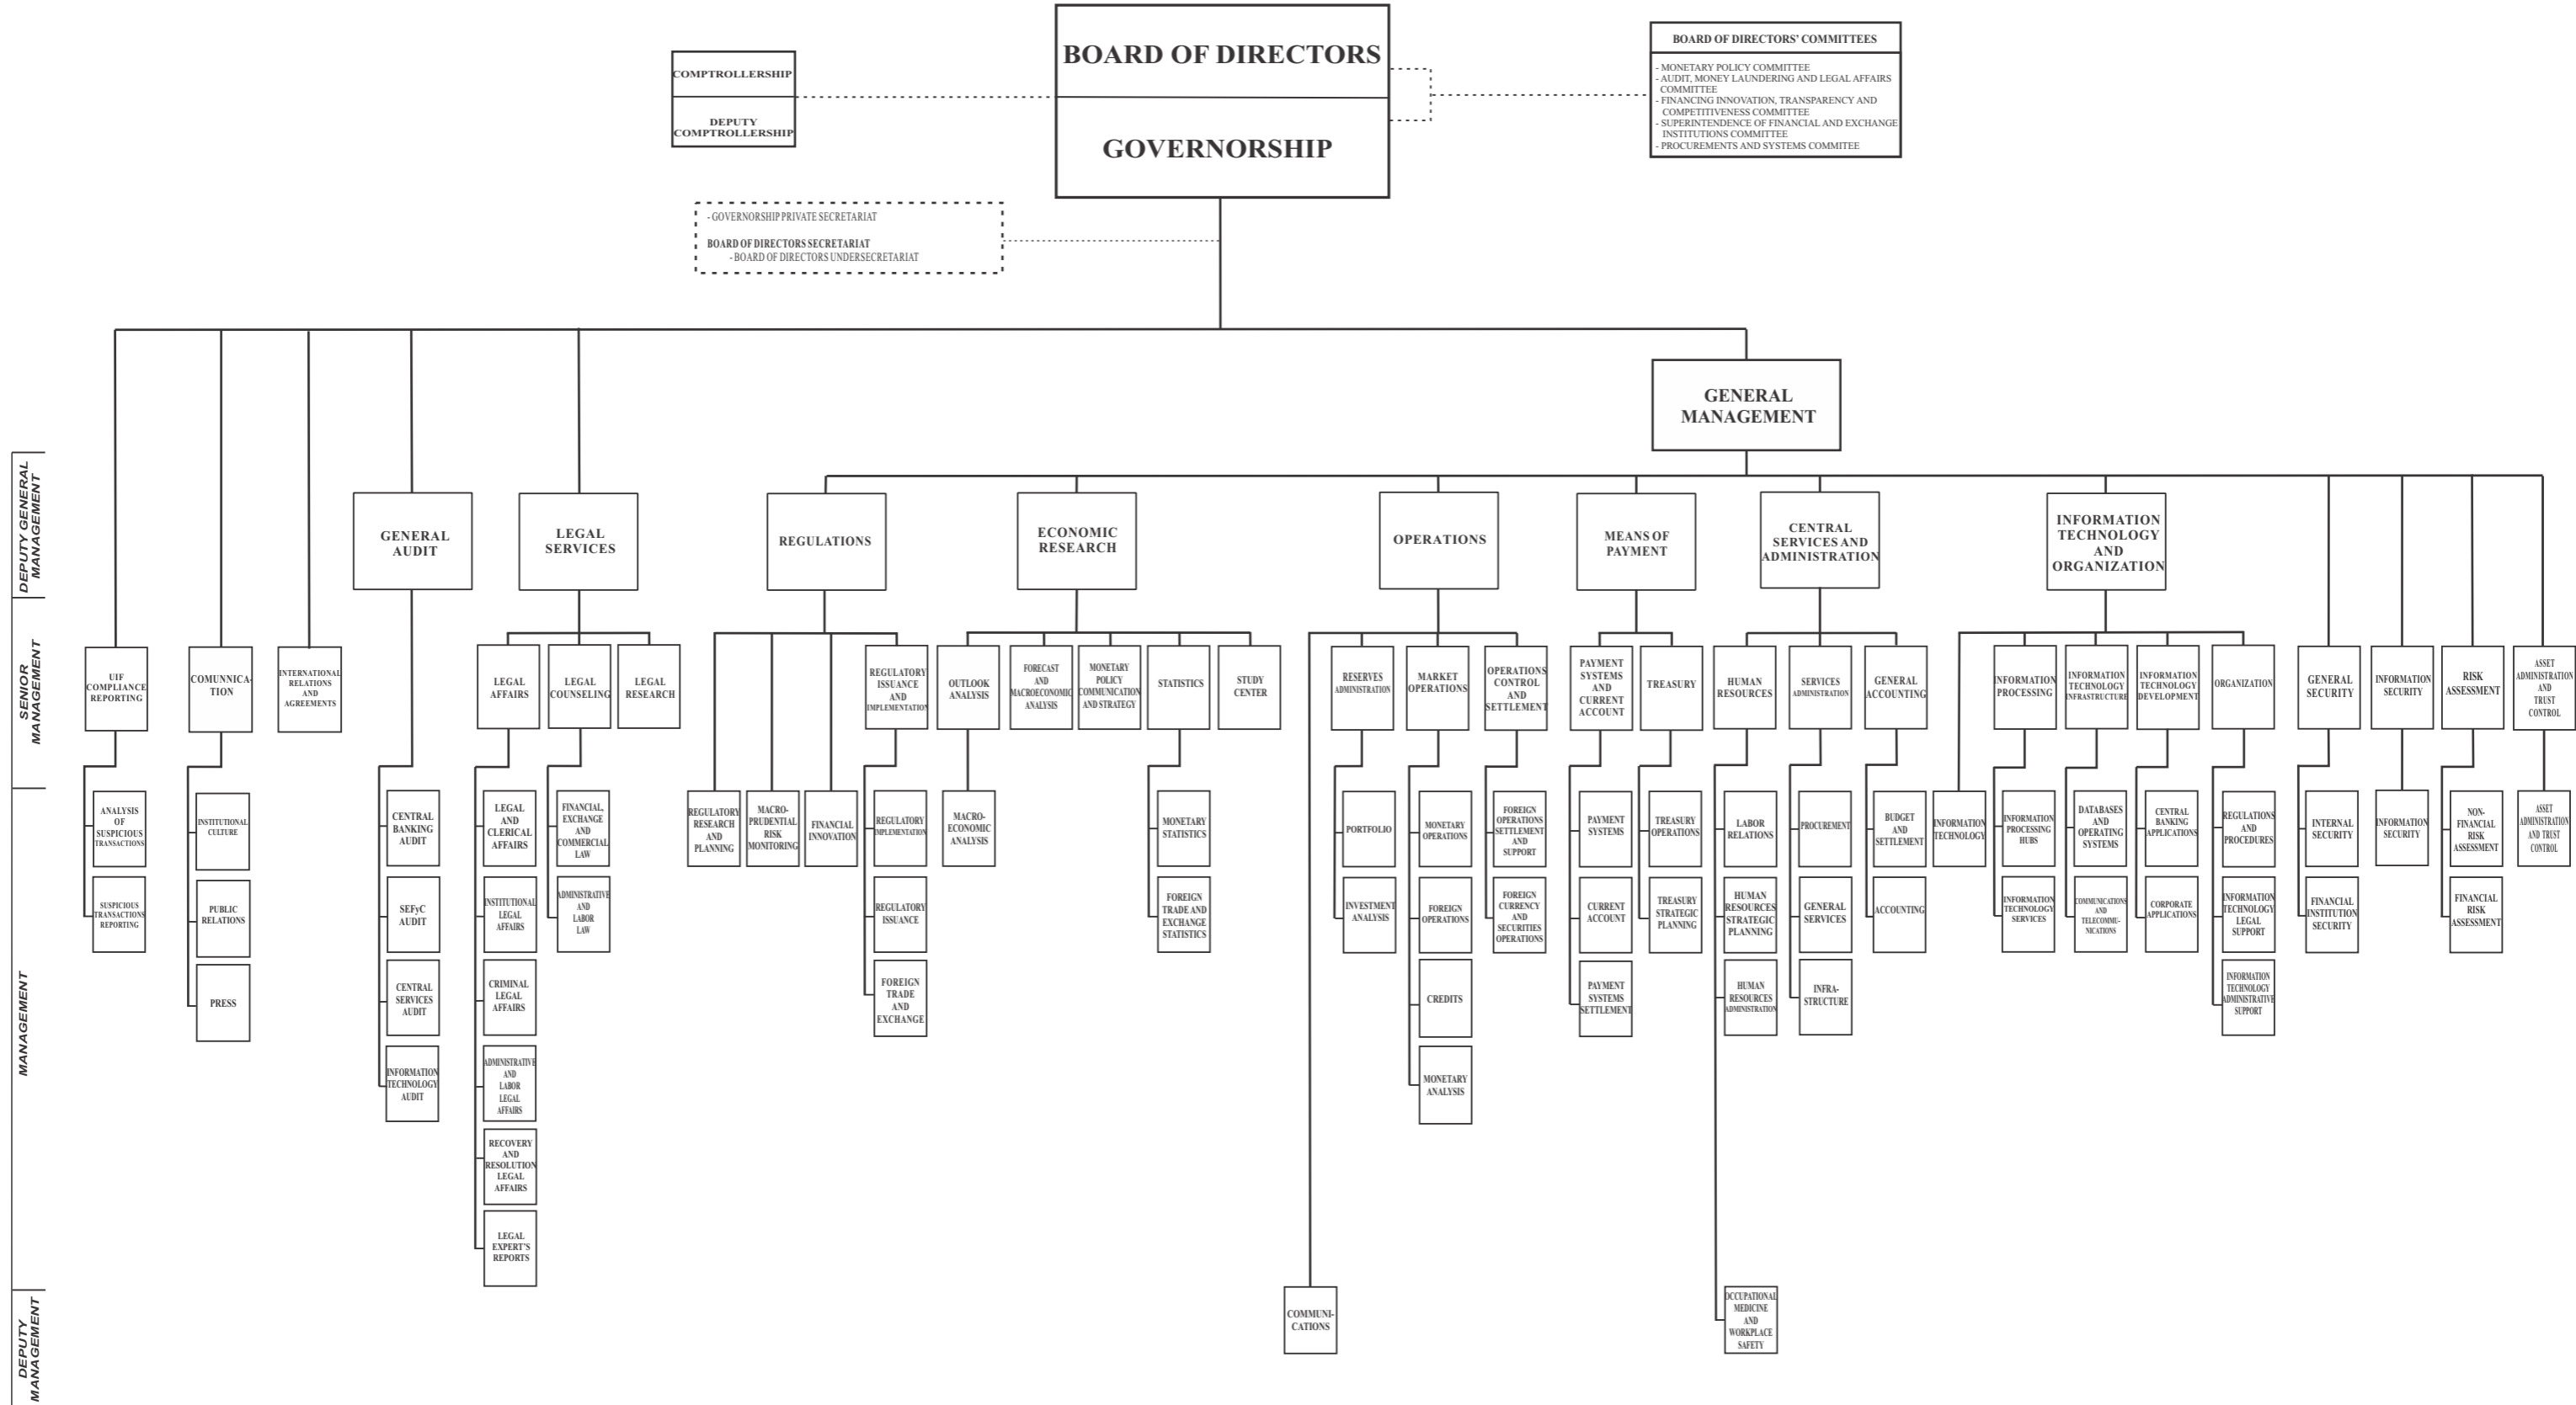 BOARD OF DIRECTORS
GOVERNORSHIP
COMPTROLLERSHIP
DEPUTY
COMPTROLLERSHIP
BOARD OF DIRECTORS' COMMITTEES
- MONETARY POLICY COMMITTEE
- AUDIT, MONEY LAUNDERING AND LEGAL AFFAIRS
COMMITTEE
- FINANCING INNOVATION, TRANSPARENCY AND
COMPETITIVENESS COMMITTEE
- SUPERINTENDENCE OF FINANCIAL AND EXCHANGE
INSTITUTIONS COMMITTEE
- PROCUREMENTS AND SYSTEMS COMMITEE
- GOVERNORSHIP PRIVATE SECRETARIAT
BOARD OF DIRECTORS SECRETARIAT
- BOARD OF DIRECTORS UNDERSECRETARIAT
GENERAL
MANAGEMENT
DEPUTY GENERAL
MANAGEMENT
GENERAL
AUDIT
LEGAL
SERVICES
REGULATIONS
ECONOMIC
RESEARCH
OPERATIONS
MEANS OF
PAYMENT
CENTRAL
SERVICES AND
ADMINISTRATION
INFORMATION
TECHNOLOGY
AND
ORGANIZATION
SENIOR
MANAGEMENT
UIF
COMPLIANCE
REPORTING
COMUNNICA-
TION
INTERNATIONAL
RELATIONS
AND
AGREEMENTS
LEGAL
AFFAIRS
LEGAL
COUNSELING
LEGAL
RESEARCH
REGULATORY
ISSUANCE
AND
IMPLEMENTATION
OUTLOOK
ANALYSIS
FORECAST
AND
MACROECONOMIC
ANALYSIS
MONETARY
POLICY
COMMUNICATION
AND STRATEGY
STATISTICS
STUDY
CENTER
RESERVES
ADMINISTRATION
MARKET
OPERATIONS
OPERATIONS
CONTROL
AND
SETTLEMENT
PAYMENT
SYSTEMS
AND
CURRENT
ACCOUNT
TREASURY
HUMAN
RESOURCES
SERVICES
ADMINISTRATION
GENERAL
ACCOUNTING
INFORMATION
PROCESSING
INFORMATION
TECHNOLOGY
INFRASTRUCTURE
INFORMATION
TECHNOLOGY
DEVELOPMENT
ORGANIZATION
GENERAL
SECURITY
INFORMATION
SECURITY
RISK
ASSESSMENT
ASSET
ADMINISTRATION
AND
TRUST
CONTROL
MANAGEMENT
ANALYSIS
OF
SUSPICIOUS
TRANSACTIONS
SUSPICIOUS
TRANSACTIONS
REPORTING
INSTITUTIONAL
CULTURE
PUBLIC
RELATIONS
PRESS
CENTRAL
BANKING
AUDIT
SEFyC
AUDIT
CENTRAL
SERVICES
AUDIT
INFORMATION
TECHNOLOGY
AUDIT
LEGAL
AND
CLERICAL
AFFAIRS
INSTITUTIONAL
LEGAL
AFFAIRS
CRIMINAL
LEGAL
AFFAIRS
ADMINISTRATIVE
AND
LABOR
LEGAL
AFFAIRS
RECOVERY
AND
RESOLUTION
LEGAL
AFFAIRS
LEGAL
EXPERT'S
REPORTS
FINANCIAL,
EXCHANGE
AND
COMMERCIAL
LAW
ADMINISTRATIVE
AND
LABOR
LAW
REGULATORY
RESEARCH
AND
PLANNING
MACRO-
PRUDENTIAL
RISK
MONITORING
FINANCIAL
INNOVATION
REGULATORY
IMPLEMENTATION
REGULATORY
ISSUANCE
FOREIGN
TRADE
AND
EXCHANGE
MACRO-
ECONOMIC
ANALYSIS
MONETARY
STATISTICS
FOREIGN
TRADE AND
EXCHANGE
STATISTICS
PORTFOLIO
INVESTMENT
ANALYSIS
MONETARY
OPERATIONS
FOREIGN
OPERATIONS
CREDITS
MONETARY
ANALYSIS
FOREIGN
OPERATIONS
SETTLEMENT
AND
SUPPORT
FOREIGN
CURRENCY
AND
SECURITIES
OPERATIONS
PAYMENT
SYSTEMS
CURRENT
ACCOUNT
PAYMENT
SYSTEMS
SETTLEMENT
TREASURY
OPERATIONS
TREASURY
STRATEGIC
PLANNING
LABOR
RELATIONS
HUMAN
RESOURCES
STRATEGIC
PLANNING
HUMAN
RESOURCES
ADMINISTRATION
PROCUREMENT
GENERAL
SERVICES
INFRA-
STRUCTURE
BUDGET
AND
SETTLEMENT
ACCOUNTING
INFORMATION
TECHNOLOGY
INFORMATION
PROCESSING
HUBS
INFORMATION
TECHNOLOGY
SERVICES
DATABASES
AND
OPERATING
SYSTEMS
COMMUNICATIONS
AND
TELECOMMU-
NICATIONS
CENTRAL
BANKING
APPLICATIONS
CORPORATE
APPLICATIONS
REGULATIONS
AND
PROCEDURES
INFORMATION
TECHNOLOGY
LEGAL
SUPPORT
INFORMATION
TECHNOLOGY
ADMINISTRATIVE
SUPPORT
INTERNAL
SECURITY
FINANCIAL
INSTITUTION
SECURITY
INFORMATION
SECURITY
NON-
FINANCIAL
RISK
ASSESSMENT
FINANCIAL
RISK
ASSESSMENT
ASSET
ADMINISTRATION
AND TRUST
CONTROL
DEPUTY
MANAGEMENT
COMMUNI-
CATIONS
OCCUPATIONAL
MEDICINE
AND
WORKPLACE
SAFETY